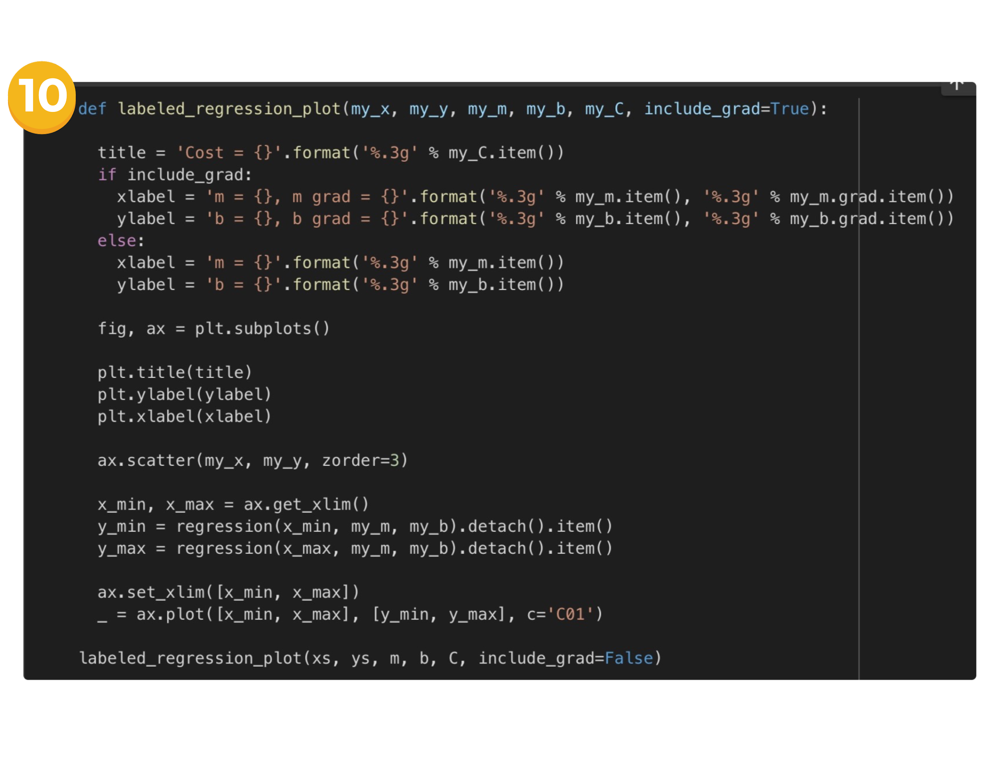 10
def labeled_regression_plot(my_x, my_y, my_m, my_b, my_C, include_grad=True):
title = 'Cost = {}'.format('%.3g' % my_C.item())
if include_grad:
xlabel = 'm = {}, m grad = {}'.format('%.3g' % my_m.item(), '%.3g' % my_m.grad.item())
ylabel = 'b = {}, b grad = {}'.format('%.3g' % my_b.item(), '%.3g' % my_b.grad.item())
else:
xlabel = 'm = {}'.format('%.3g' % my_m.item())
ylabel = 'b = {}'.format('%.3g' % my_b.item())
fig, ax = plt.subplots()
plt.title(title)
plt.ylabel(ylabel)
plt.xlabel(xlabel)
ax.scatter(my_x, my_y, zorder=3)
x_min, x_max = ax.get_xlim()
y_min = regression(x_min, my_m, my_b).detach().item()
y_max = regression(x_max, my_m, my_b).detach().item()
ax.set_xlim([x_min, x_max])
_ = ax.plot([x_min, x_max], [y_min, y_max], c='C01')
labeled_regression_plot(xs, ys, m, b, C, include_grad=False)